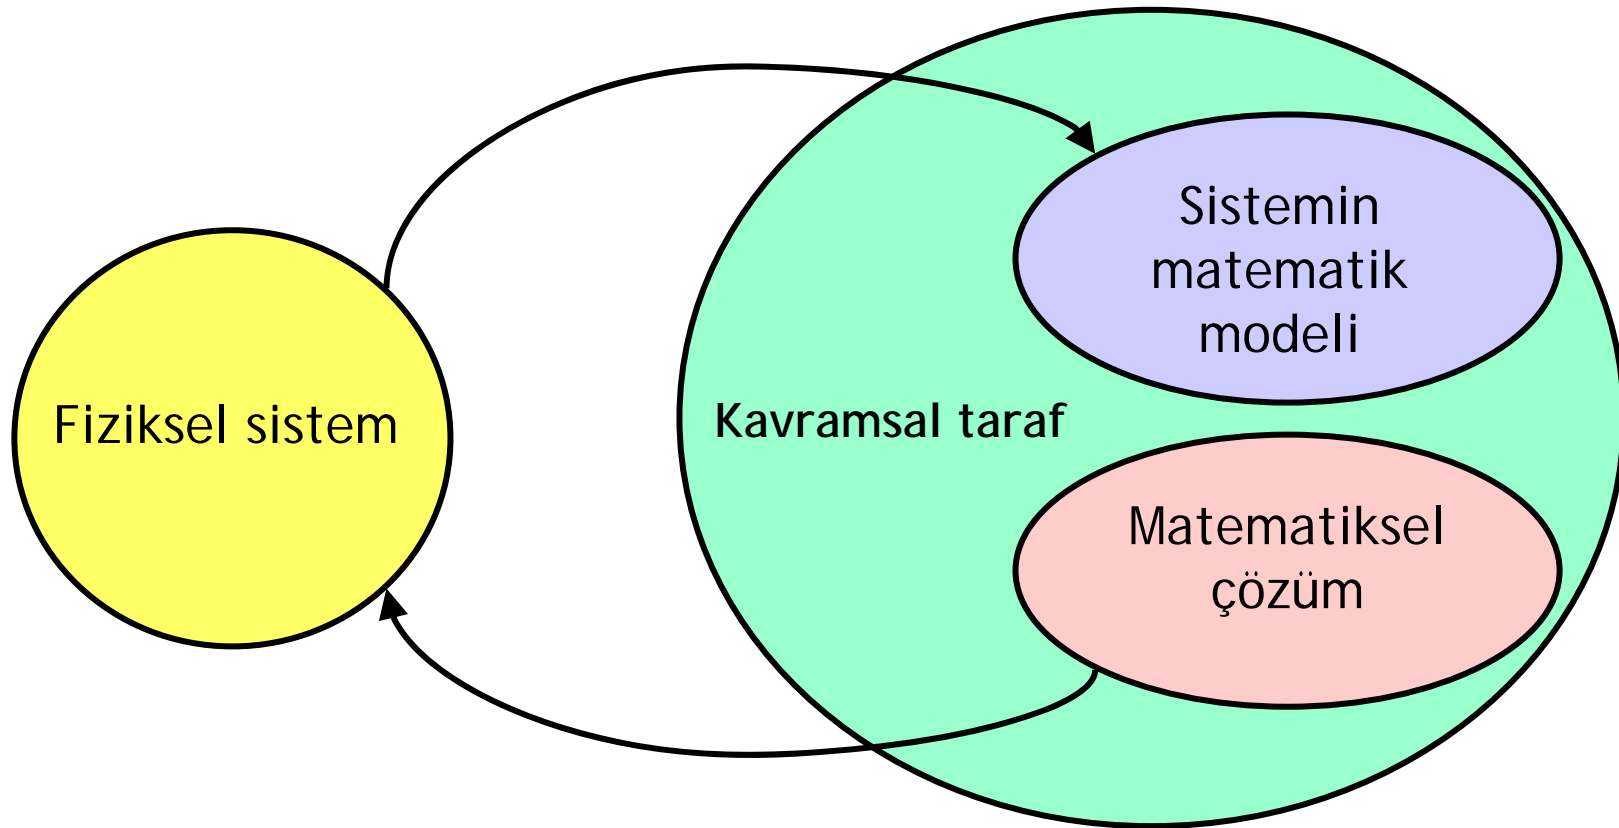 Sistemin
matematik
modeli
Fiziksel sistem
Kavramsal taraf
Matematiksel
çözüm